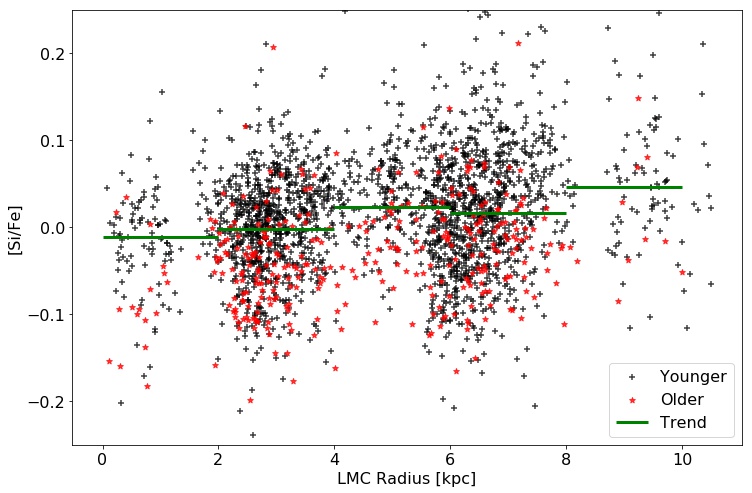 0.2
0.1
0.0
−0.1
−0.2
[Si/Fe]
0 2 4 6 8 10
LMC Radius [kpc]
Younger
Older
Trend